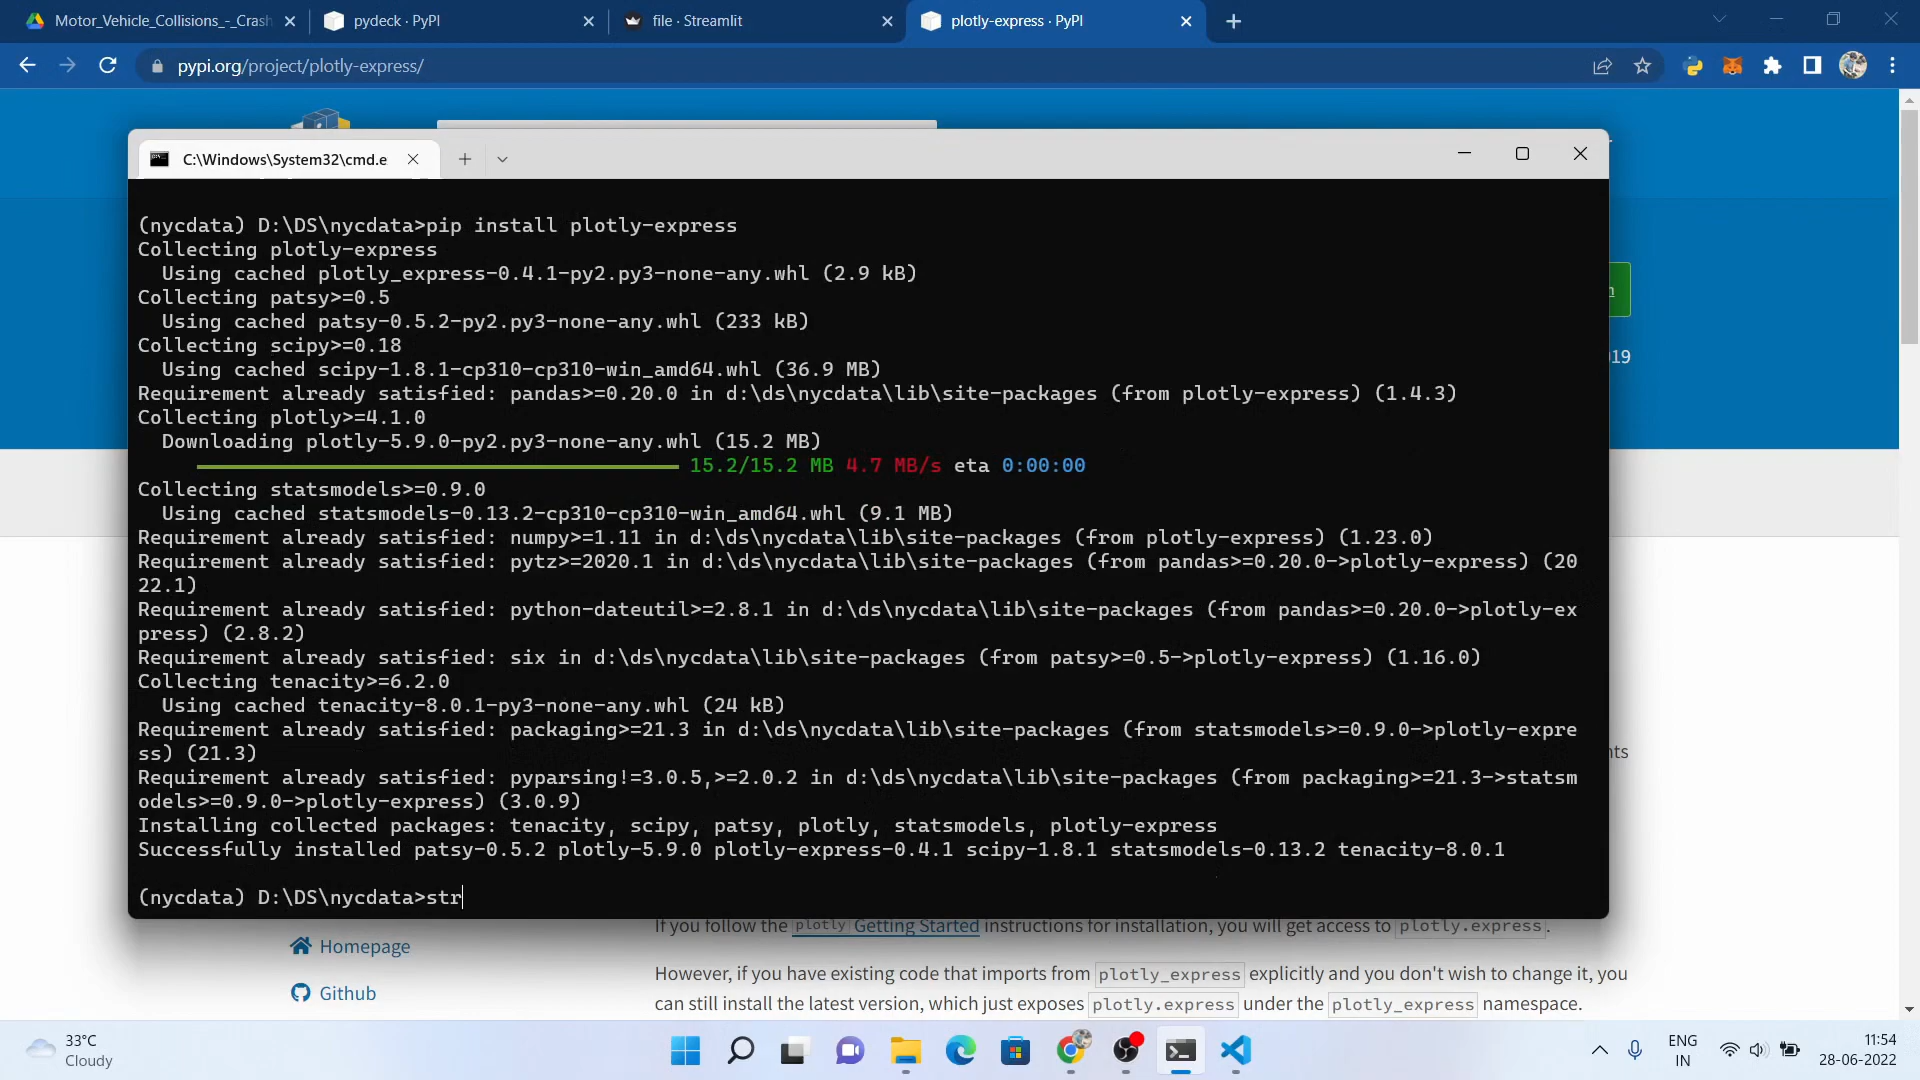 Motor_Vehicle_Collisions_-_Crash
pydeck · PyPI
file · Streamlit
plotly-express · PyPI
pypi.org/project/plotly-express/
C:\Windows\System32\cmd.e
(nycdata) D:\DS\nycdata>pip install plotly-express
Collecting plotly-express
Using cached plotly_express-0.4.1-py2.py3-none-any.whl (2.9 kB)
Collecting patsy>=0.5
Using cached patsy-0.5.2-py2.py3-none-any.whl (233 kB)
Collecting scipy>=0.18
Using cached scipy-1.8.1-cp310-cp310-win_amd64.whl (36.9 MB)
Requirement already satisfied: pandas>=0.20.0 in d:\ds\nycdata\lib\site-packages (from plotly-express) (1.4.3)
Collecting plotly>=4.1.0
Downloading plotly-5.9.0-py2.py3-none-any.whl (15.2 MB)
15.2/15.2 MB 4.7 MB/s eta 0:00:00
Collecting statsmodels>=0.9.0
Using cached statsmodels-0.13.2-cp310-cp310-win_amd64.whl (9.1 MB)
Requirement already satisfied: numpy>=1.11 in d:\ds\nycdata\lib\site-packages (from plotly-express) (1.23.0)
Requirement already satisfied: pytz>=2020.1 in d:\ds\nycdata\lib\site-packages (from pandas>=0.20.0->plotly-express) (20
22.1)
Requirement already satisfied: python-dateutil>=2.8.1 in d:\ds\nycdata\lib\site-packages (from pandas>=0.20.0->plotly-ex
press) (2.8.2)
Requirement already satisfied: six in d:\ds\nycdata\lib\site-packages (from patsy>=0.5->plotly-express) (1.16.0)
Collecting tenacity>=6.2.0
Using cached tenacity-8.0.1-py3-none-any.whl (24 kB)
Requirement already satisfied: packaging>=21.3 in d:\ds\nycdata\lib\site-packages (from statsmodels>=0.9.0->plotly-expre
ss) (21.3)
Requirement already satisfied: pyparsing!=3.0.5,>=2.0.2 in d:\ds\nycdata\lib\site-packages (from packaging>=21.3->statsm
odels>=0.9.0->plotly-express) (3.0.9)
Installing collected packages: tenacity, scipy, patsy, plotly, statsmodels, plotly-express
Successfully installed patsy-0.5.2 plotly-5.9.0 plotly-express-0.4.1 scipy-1.8.1 statsmodels-0.13.2 tenacity-8.0.1
(nycdata) D:\DS\nycdata>str
n
19
nts
Homepage
Github
If you follow the plotly Getting Started instructions for installation, you will get access to plotly.express.
However, if you have existing code that imports from plotly_express explicitly and you don't wish to change it, you
can still install the latest version, which just exposes plotly.express under the plotly_express namespace.
33°C
Cloudy
ENG
IN
11:54
28-06-2022